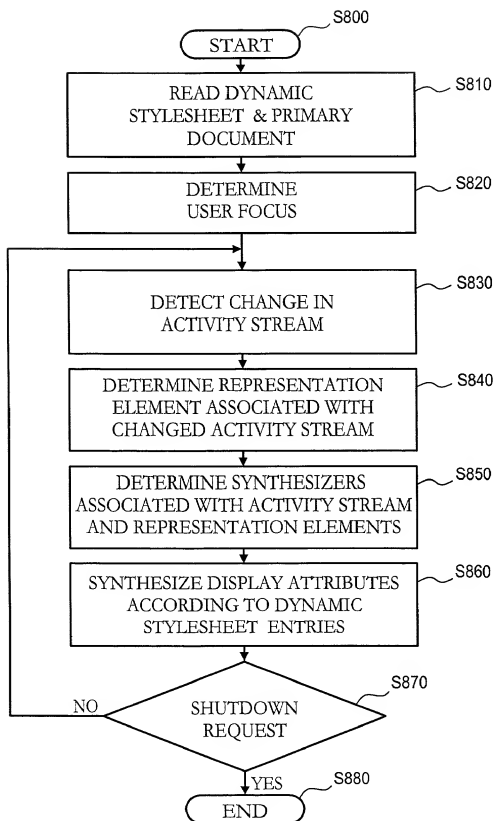 S800
START
S810
READ DYNAMIC
STYLESHEET & PRIMARY
DOCUMENT
S820
DETERMINE
USER FOCUS
S830
DETECT CHANGE IN
ACTIVITY STREAM
S840
DETERMINE REPRESENTATION
ELEMENT ASSOCIATED WITH
CHANGED ACTIVITY STREAM
S850
DETERMINE SYNTHESIZERS
ASSOCIATED WITH ACTIVITY STREAM
AND REPRESENTATION ELEMENTS
S860
SYNTHESIZE DISPLAY ATTRIBUTES
ACCORDING TO DYNAMIC
STYLESHEET ENTRIES
S870
NO
SHUTDOWN
REQUEST
YES
S880
END